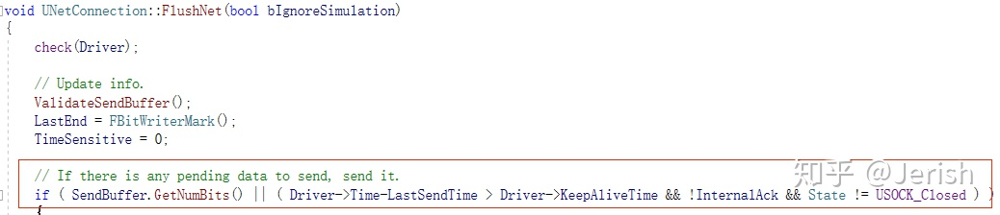 void UNetConnection::FlushNet(bool bIgnoreSimulation)
{
check(Driver);
// Update info.
ValidateSendBuffer();
LastEnd = FBitWriterMark();
TimeSensitive = 0;
// If there is any pending data to send, send it.
if ( SendBuffer.GetNumBits() || ( Driver->Time-LastSendTime > Driver->KeepAliveTime && !InternalAck && State != USOCK_Closed ) )
{
知乎 @Jerish